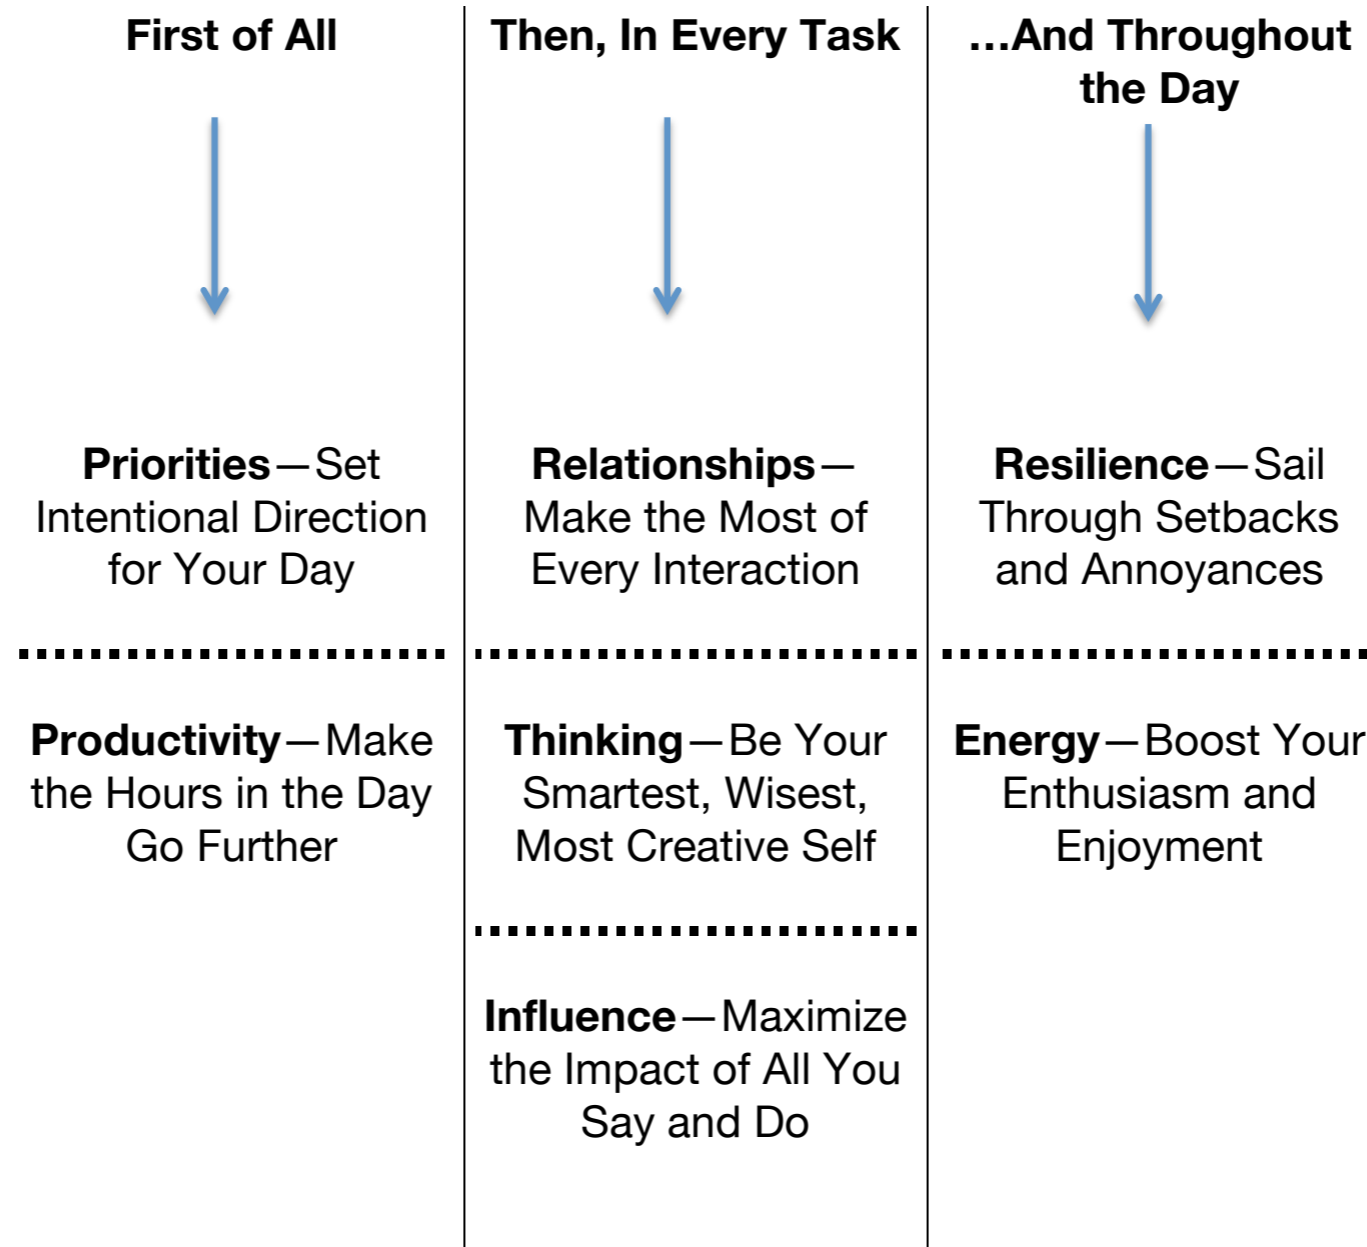 First of All
Priorities—Set
Intentional Direction
for Your Day
Productivity—Make
the Hours in the Day
Go Further
Then, In Every Task
Relationships—
Make the Most of
Every Interaction
Thinking—Be Your
Smartest, Wisest,
Most Creative Self
Influence—Maximize
the Impact of All You
Say and Do
...And Throughout
the Day
Resilience—Sail
Through Setbacks
and Annoyances
Energy—Boost Your
Enthusiasm and
Enjoyment